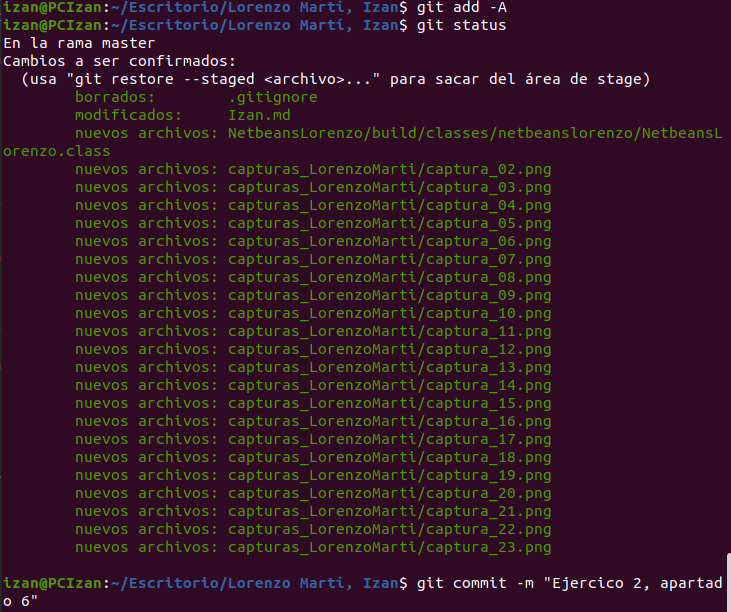 izan@PCIzan:~/Escritorio/Lorenzo Martí, Izan$ git add -A
izan@PCIzan:~/Escritorio/Lorenzo Martí, Izan$ git status
En la rama master
Cambios a ser confirmados:
  (usa "git restore --staged <archivo>..." para sacar del área de stage)
        borrados:        .gitignore
        modificados:     Izan.md
        nuevos archivos: NetbeansLorenzo/build/classes/netbeanslorenzo/NetbeansL
orenzo.class
        nuevos archivos: capturas_LorenzoMarti/captura_02.png
        nuevos archivos: capturas_LorenzoMarti/captura_03.png
        nuevos archivos: capturas_LorenzoMarti/captura_04.png
        nuevos archivos: capturas_LorenzoMarti/captura_05.png
        nuevos archivos: capturas_LorenzoMarti/captura_06.png
        nuevos archivos: capturas_LorenzoMarti/captura_07.png
        nuevos archivos: capturas_LorenzoMarti/captura_08.png
        nuevos archivos: capturas_LorenzoMarti/captura_09.png
        nuevos archivos: capturas_LorenzoMarti/captura_10.png
        nuevos archivos: capturas_LorenzoMarti/captura_11.png
        nuevos archivos: capturas_LorenzoMarti/captura_12.png
        nuevos archivos: capturas_LorenzoMarti/captura_13.png
        nuevos archivos: capturas_LorenzoMarti/captura_14.png
        nuevos archivos: capturas_LorenzoMarti/captura_15.png
        nuevos archivos: capturas_LorenzoMarti/captura_16.png
        nuevos archivos: capturas_LorenzoMarti/captura_17.png
        nuevos archivos: capturas_LorenzoMarti/captura_18.png
        nuevos archivos: capturas_LorenzoMarti/captura_19.png
        nuevos archivos: capturas_LorenzoMarti/captura_20.png
        nuevos archivos: capturas_LorenzoMarti/captura_21.png
        nuevos archivos: capturas_LorenzoMarti/captura_22.png
        nuevos archivos: capturas_LorenzoMarti/captura_23.png
izan@PCIzan:~/Escritorio/Lorenzo Martí, Izan$ git commit -m "Ejercico 2, apartad
o 6"